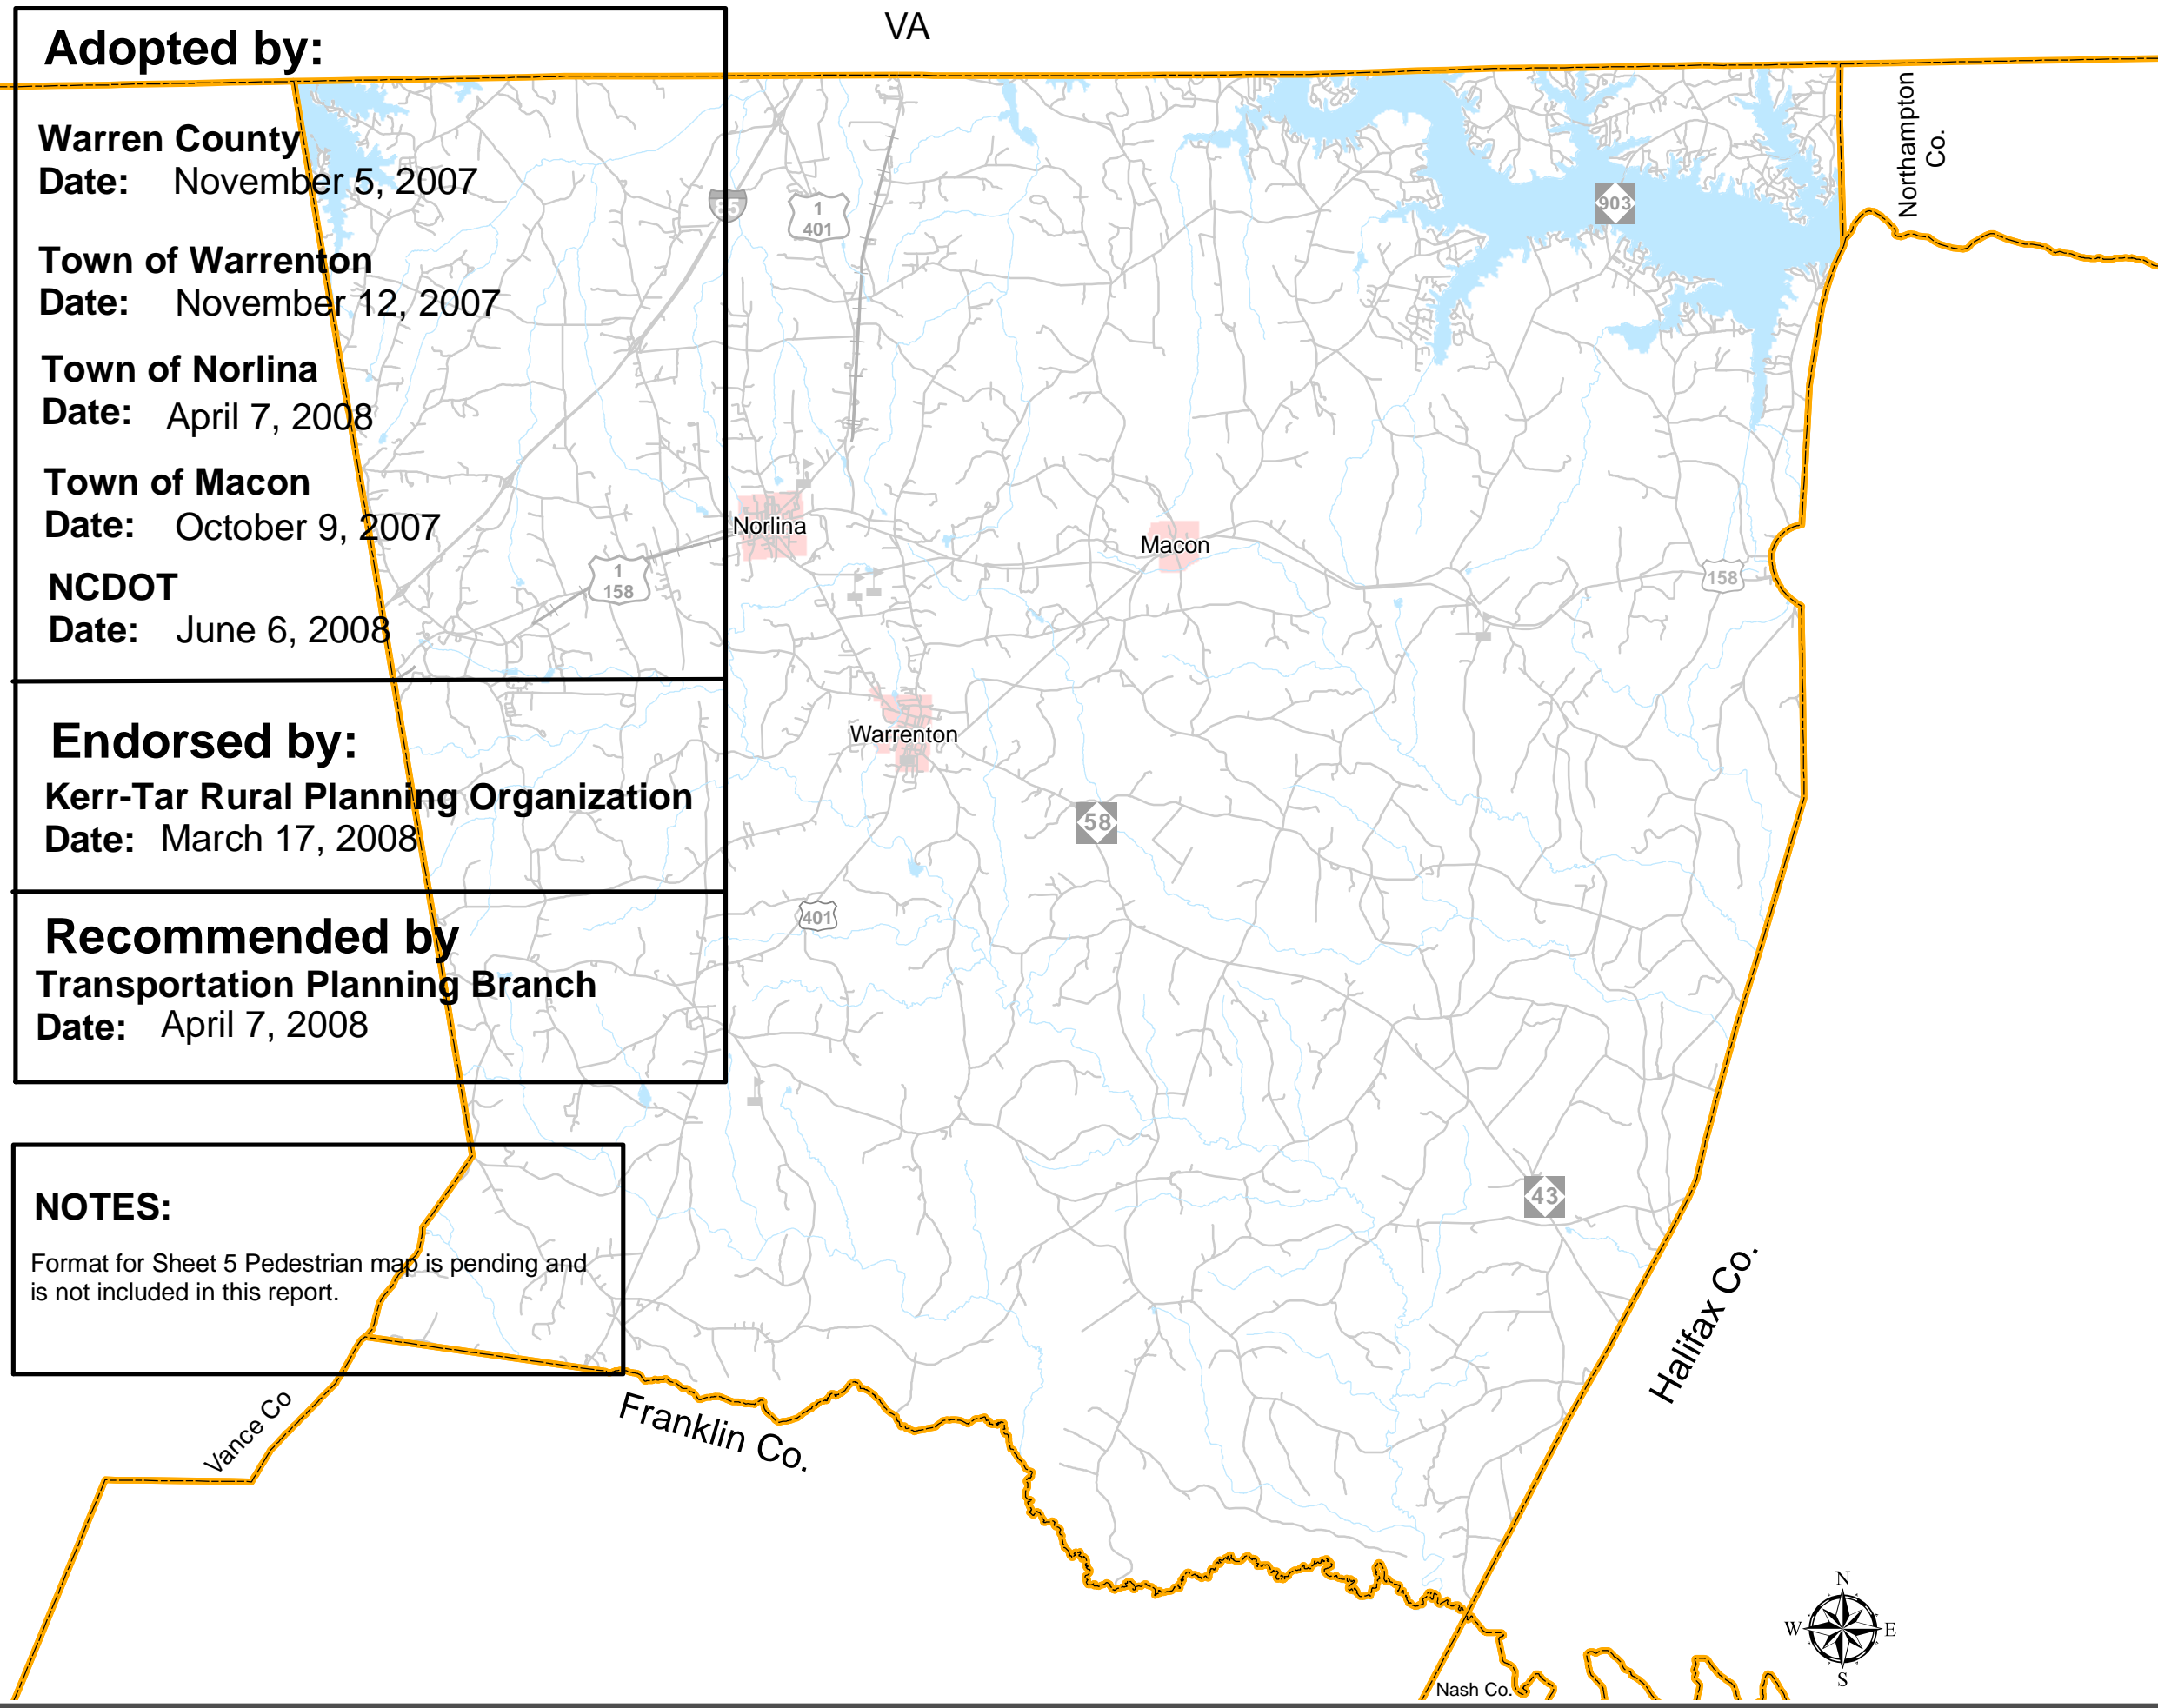 Adopted by:
Warren County
Date: November 5, 2007
Town of Warrenton
Date: November 12, 2007
Town of Norlina
Date: April 7, 2008
Town of Macon
Date: October 9, 2007
NCDOT
Date: June 6, 2008
Endorsed by:
Kerr-Tar Rural Planning Organization
Date: March 17, 2008
Recommended by
Transportation Planning Branch
Date: April 7, 2008
NOTES:
Format for Sheet 5 Pedestrian map is pending and
is not included in this report.
VA
Northampton
Co.
85
1
401
903
Norlina
Macon
1
158
158
Warrenton
58
401
43
Halifax Co.
Franklin Co.
Vance Co
Nash Co.
N
W
E
S